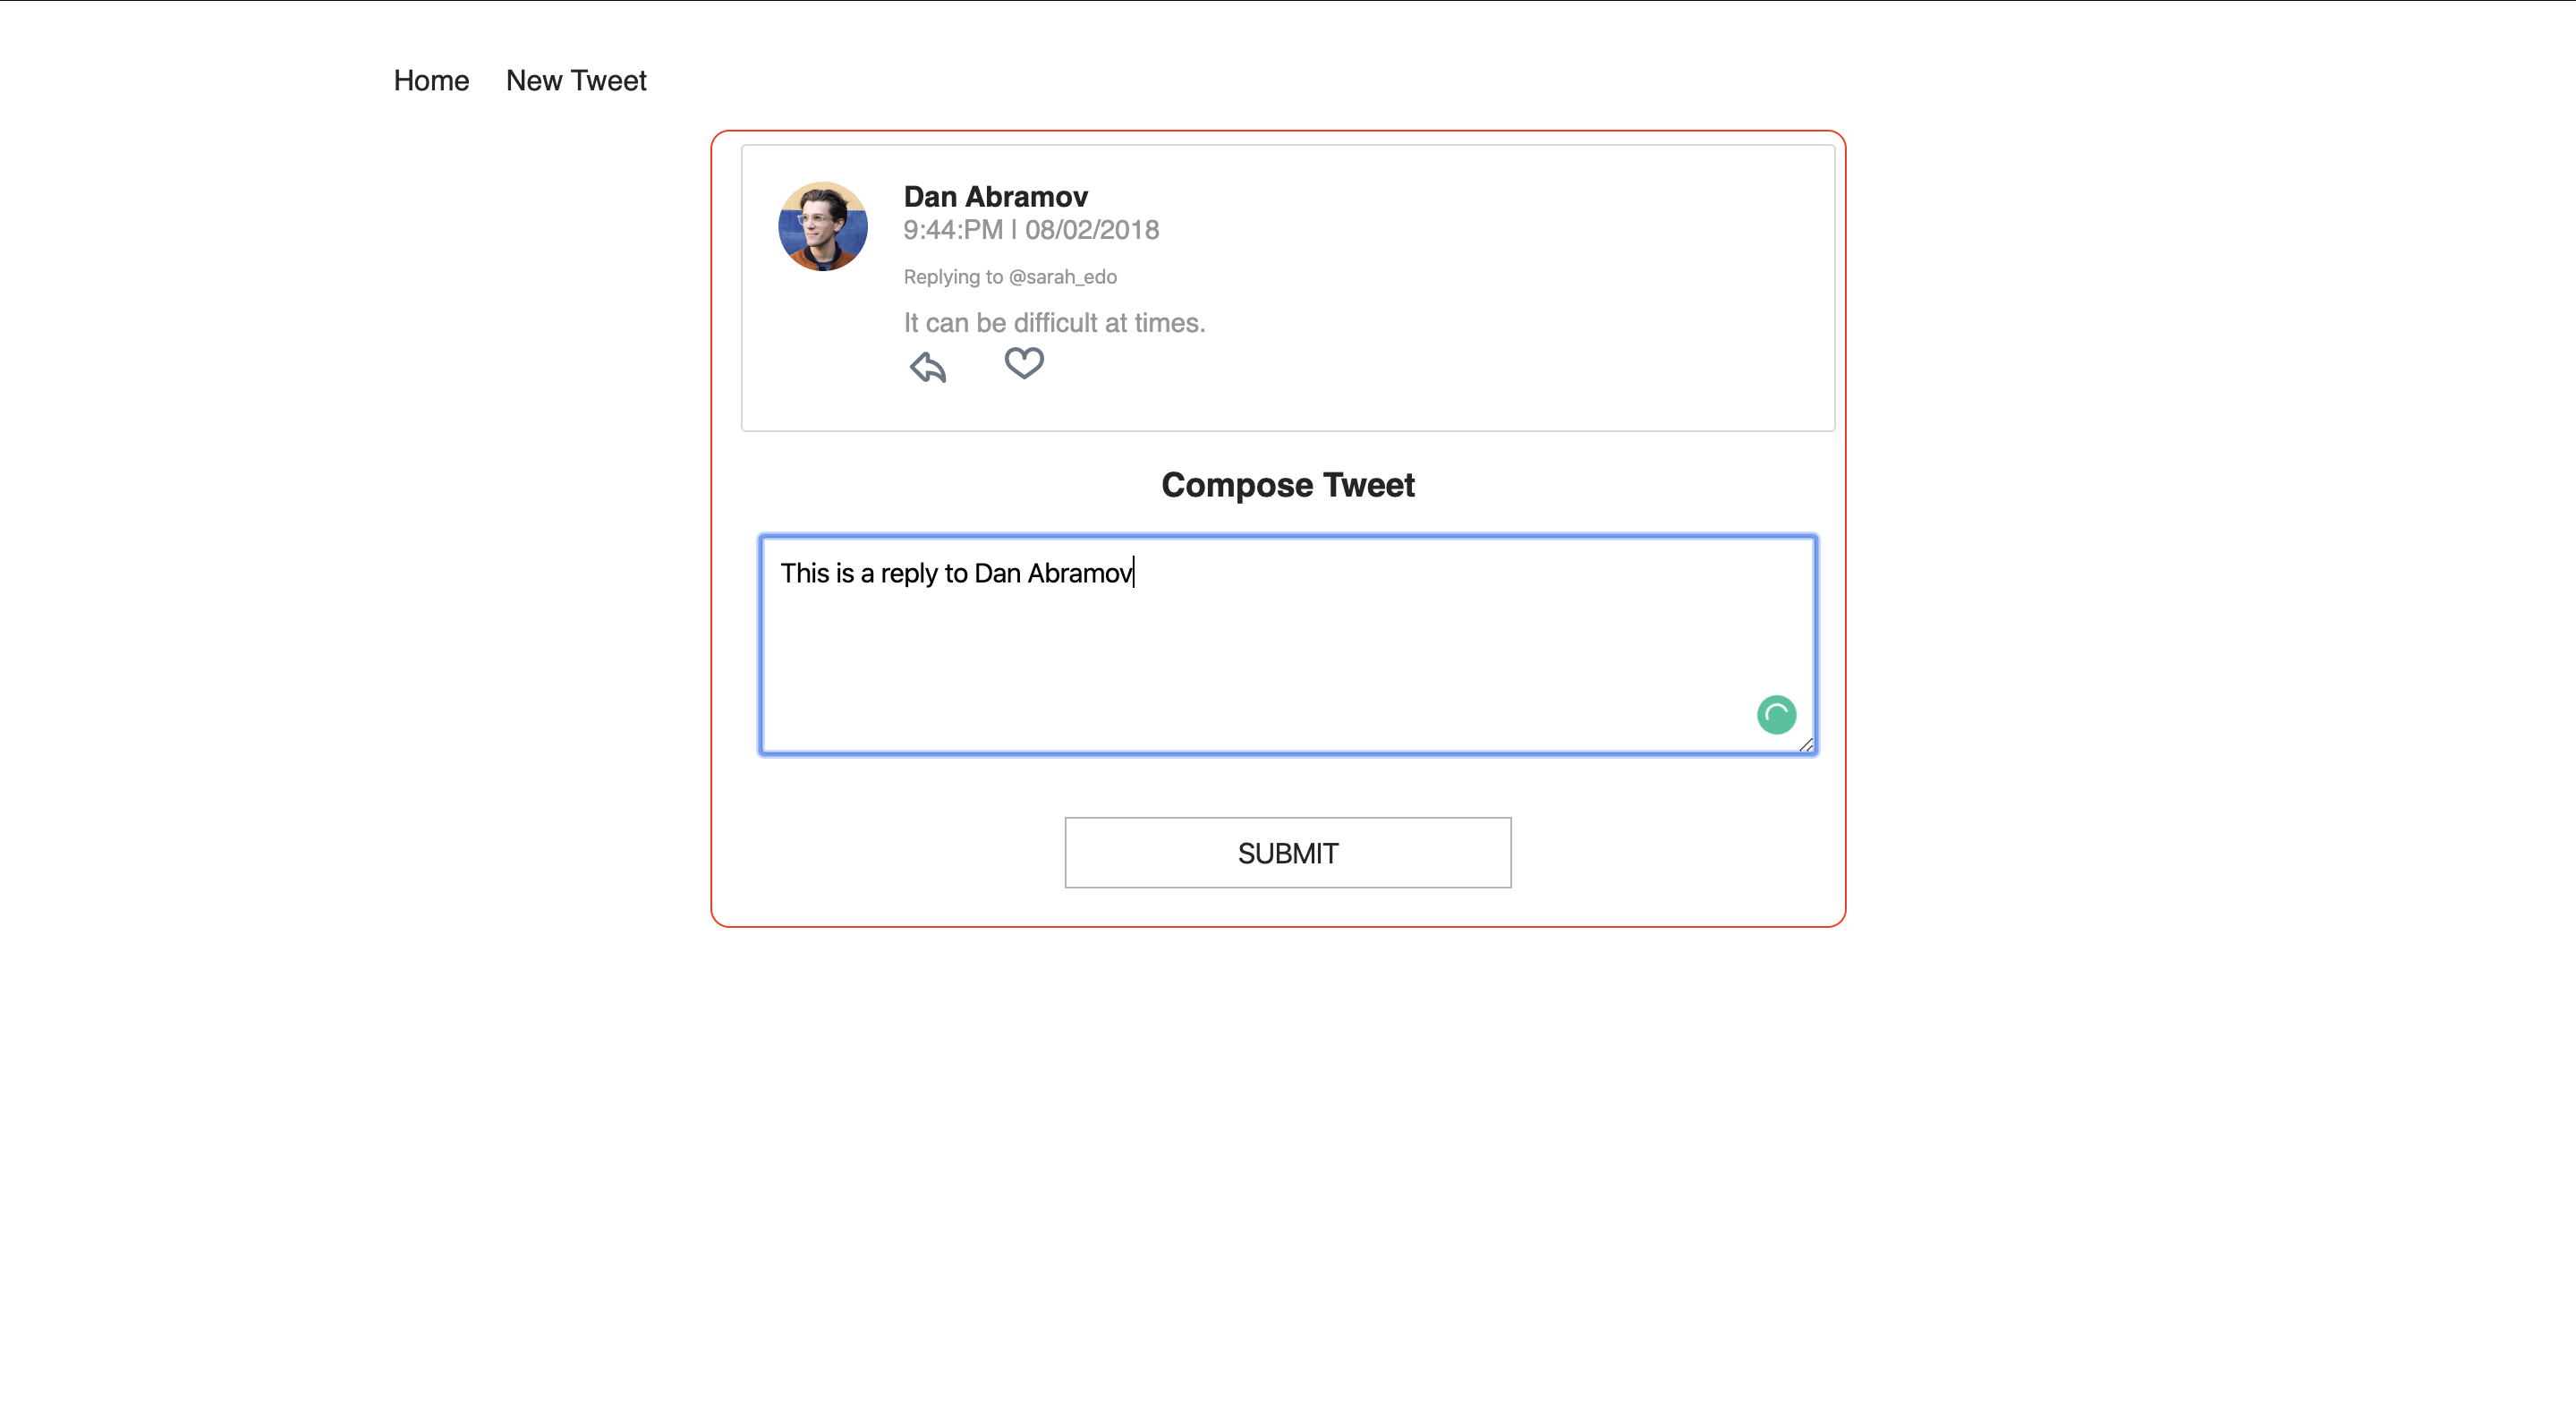 Home New Tweet
Dan Abramov
9:44:PM | 08/02/2018
Replying to @sarah_edo
It can be difficult at times.
Compose Tweet
This is a reply to Dan Abramov
SUBMIT